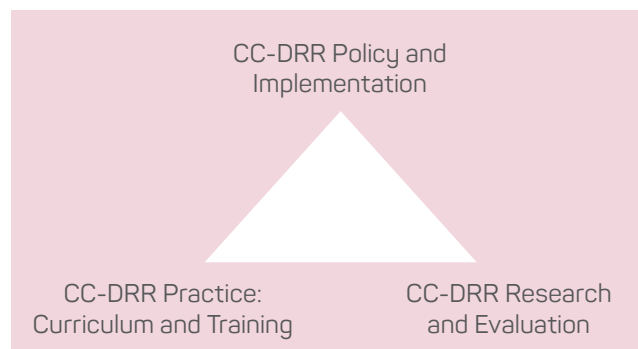 CC-DRR Policy and
Implementation
CC-DRR Practice:
Curriculum and Training
CC-DRR Research
and Evaluation